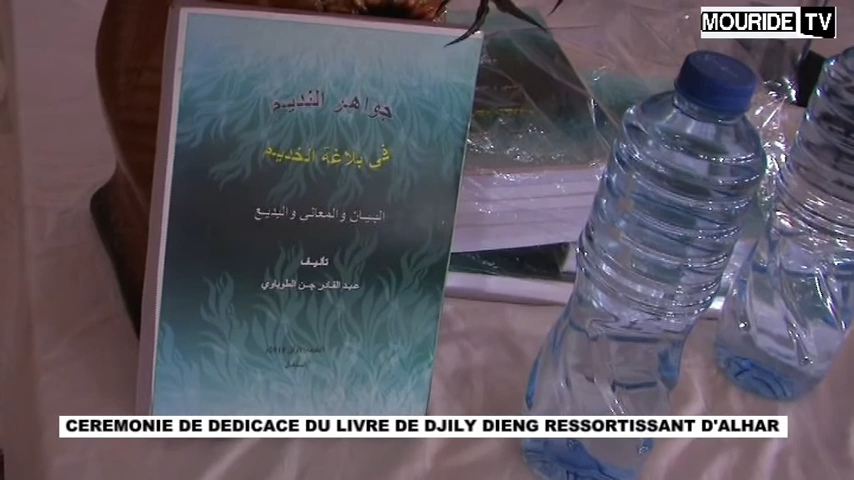 MOURIDE TV
جواهر النديم
في بلاغة الخديم
البيان والمعاني والبديع
تأليف
عبد القادر جن الطوباوي
CEREMONIE DE DEDICACE DU LIVRE DE DJILY DIENG RESSORTISSANT D'ALHAR